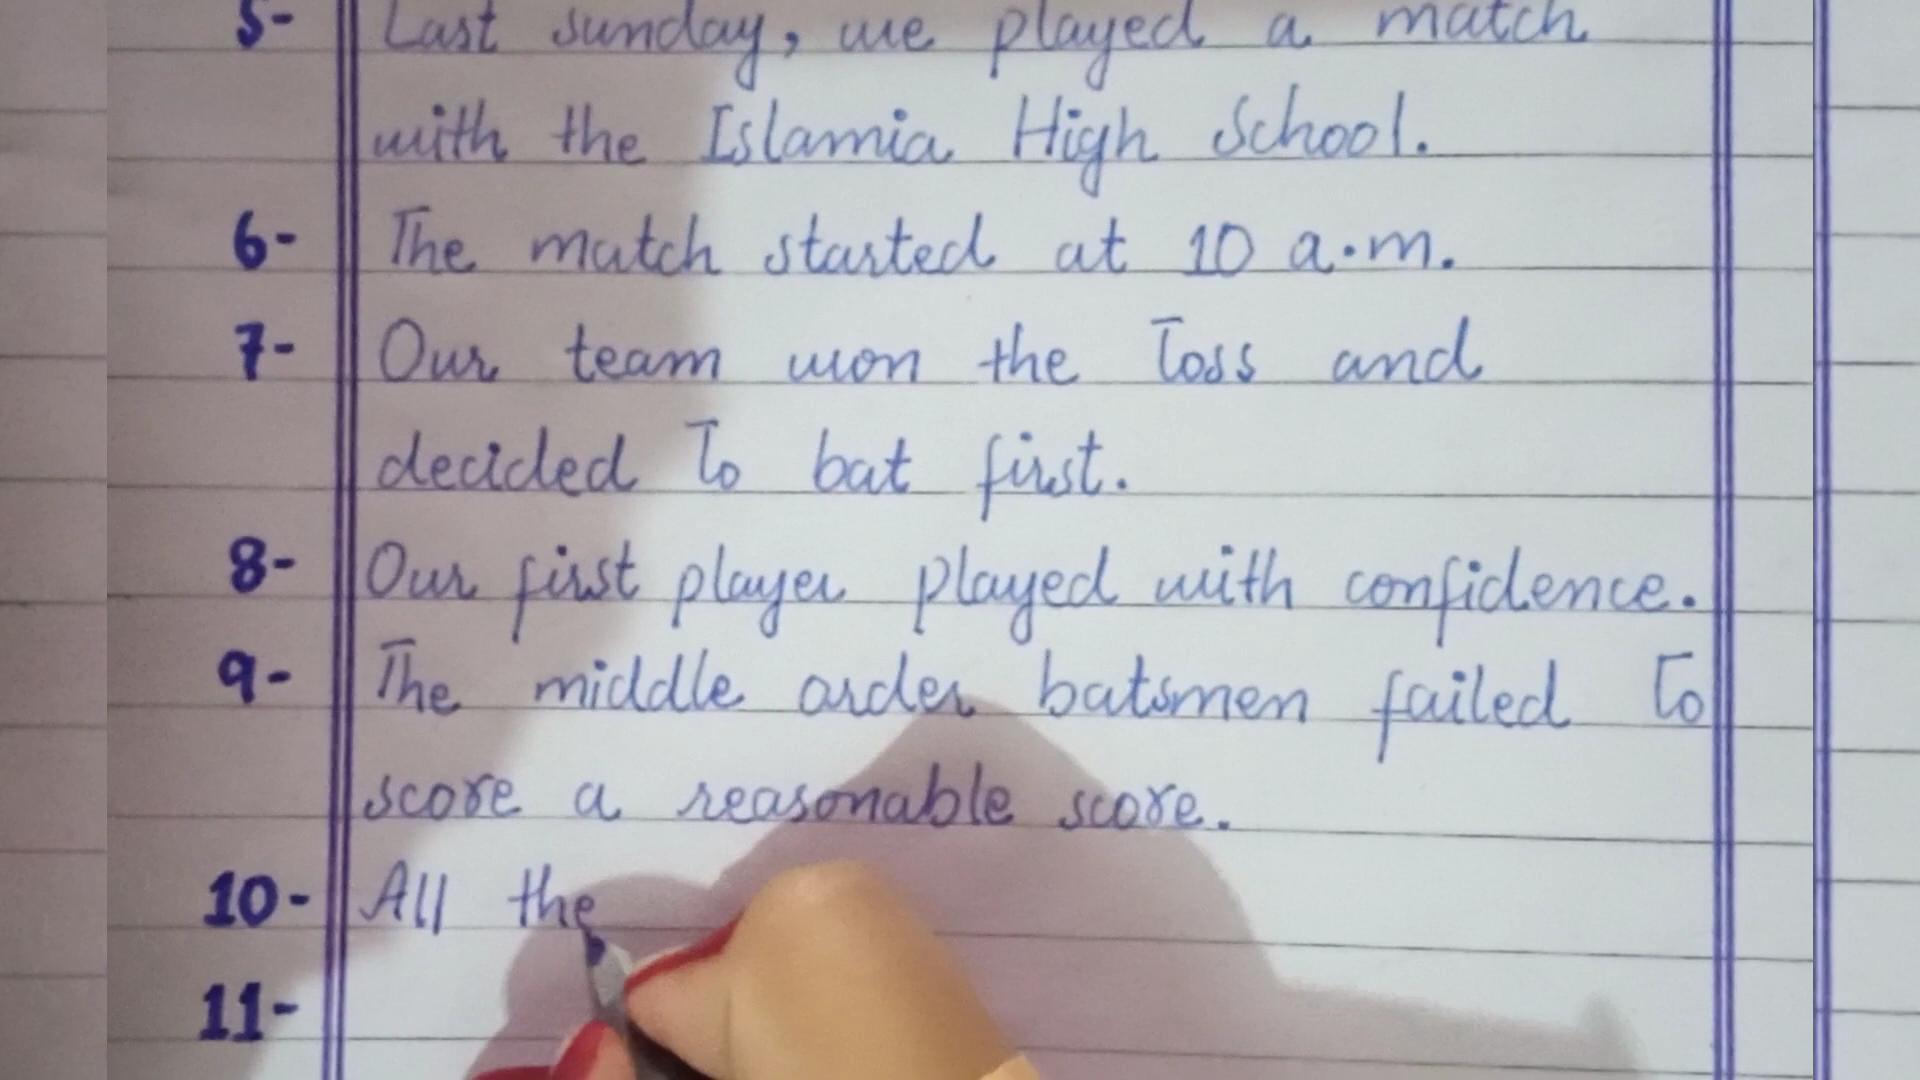 5- Last sunday, we played a match
with the Islamia High School.
6- The match started at 10 a.m.
7- Our team won the Toss and
decided To bat first.
8- Our first player played with confidence.
9- The middle order batsmen failed To
score a reasonable score.
10- All the
11-